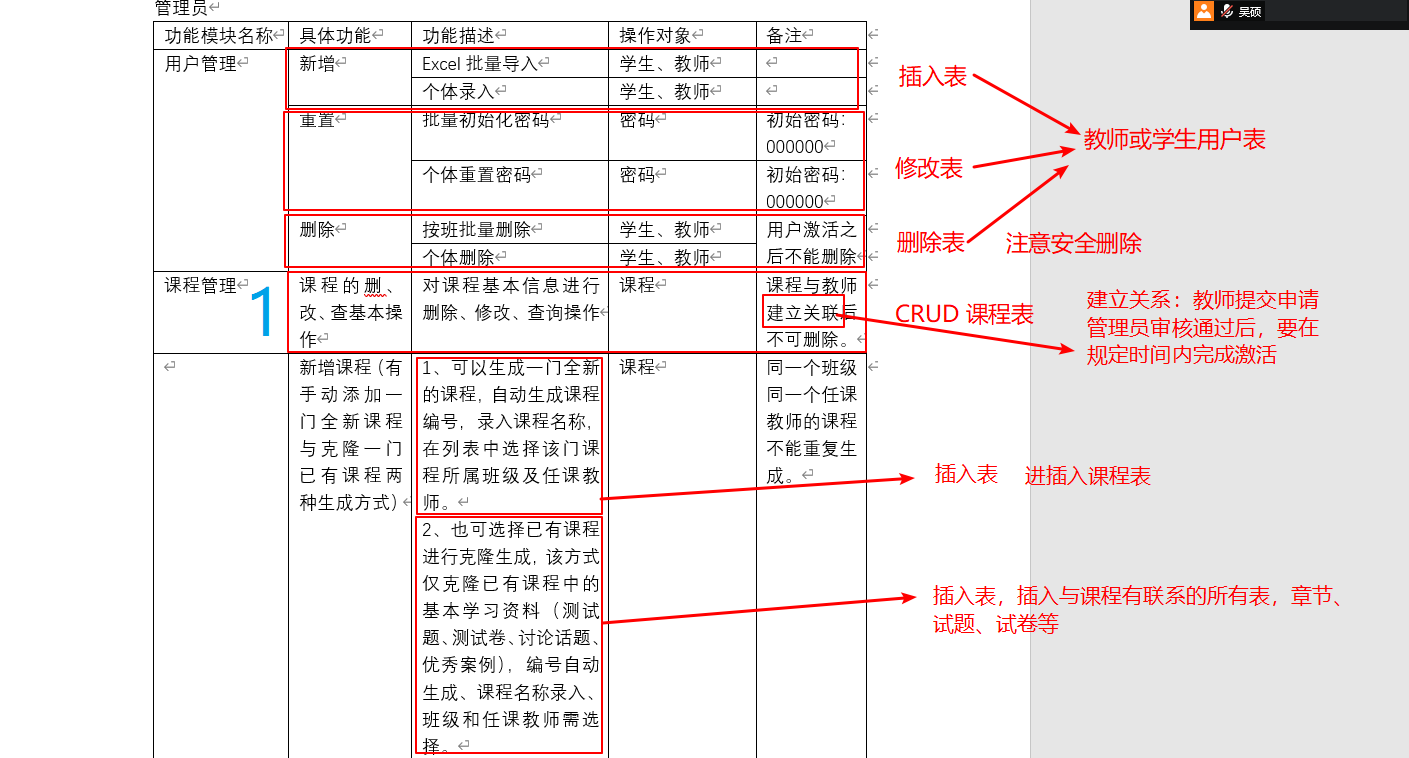 管理员
吴硕
功能模块名称 具体功能 功能描述 操作对象 备注
用户管理 新增 Excel 批量导入 学生、教师
个体录入 学生、教师
插入表
重置 批量初始化密码 密码 初始密码：
000000
教师或学生用户表
个体重置密码 密码 初始密码：
000000
修改表
删除 按班批量删除 学生、教师 用户激活之
个体删除 学生、教师 后不能删除
删除表 注意安全删除
课程管理 课程的删、 对课程基本信息进行 课程 课程与教师
改、查基本操 删除、修改、查询操作 建立关联后
作 不可删除。
1
CRUD 课程表
建立关系：教师提交申请
管理员审核通过后，要在
规定时间内完成激活
新增课程（有
手动添加一
门全新课程
与克隆一门
已有课程两
种生成方式）
1、可以生成一门全新
的课程，自动生成课程
编号，录入课程名称，
在列表中选择该门课
程所属班级及任课教
师。
2、也可选择已有课程
进行克隆生成，该方式
仅克隆已有课程中的
基本学习资料（测试
题、测试卷、讨论话题、
优秀案例），编号自动
生成、课程名称录入、
班级和任课教师需选
择。
课程
同一个班级
同一个任课
教师的课程
不能重复生
成。
插入表 进插入课程表
插入表，插入与课程有联系的所有表，章节、
试题、试卷等